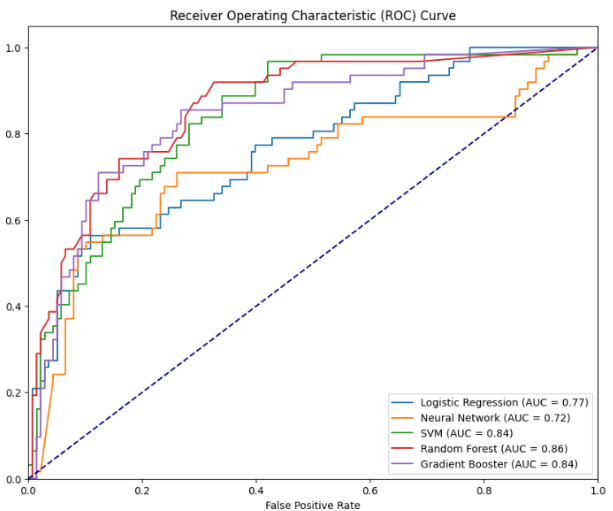 Receiver Operating Characteristic (ROC) Curve
1.0
0.8
0.6
0.4
0.2
0.0
0.0 0.2 0.4 0.6 0.8 1.0
False Positive Rate
Logistic Regression (AUC = 0.77)
Neural Network (AUC = 0.72)
SVM (AUC = 0.84)
Random Forest (AUC = 0.86)
Gradient Booster (AUC = 0.84)